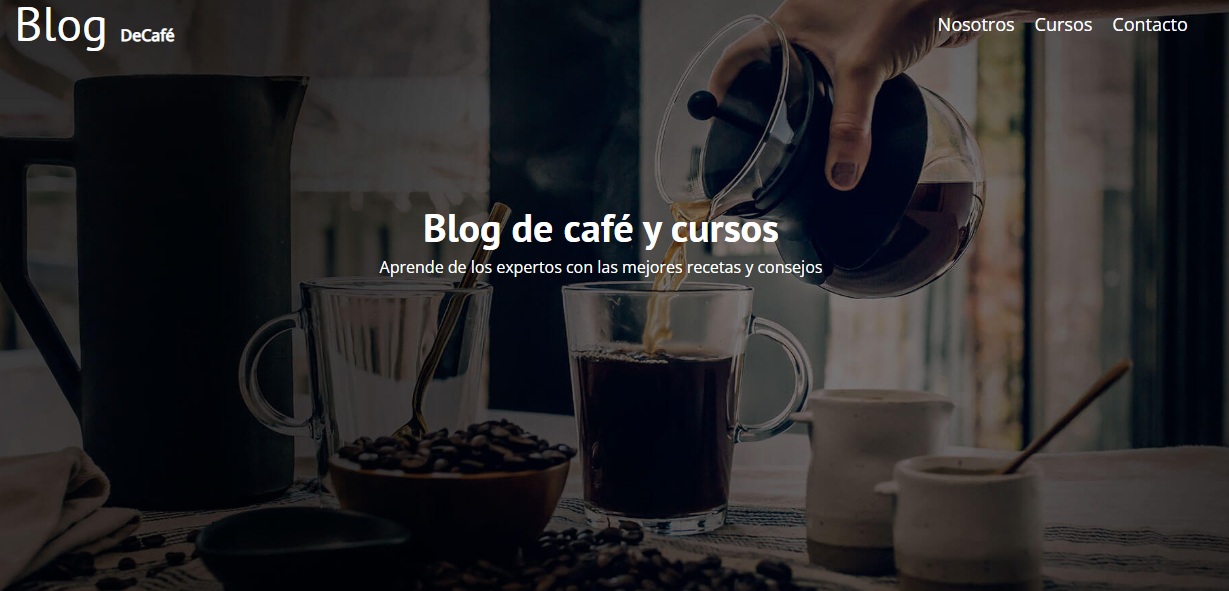 Blog DeCafé
Nosotros Cursos Contacto
Blog de café y cursos
Aprende de los expertos con las mejores recetas y consejos